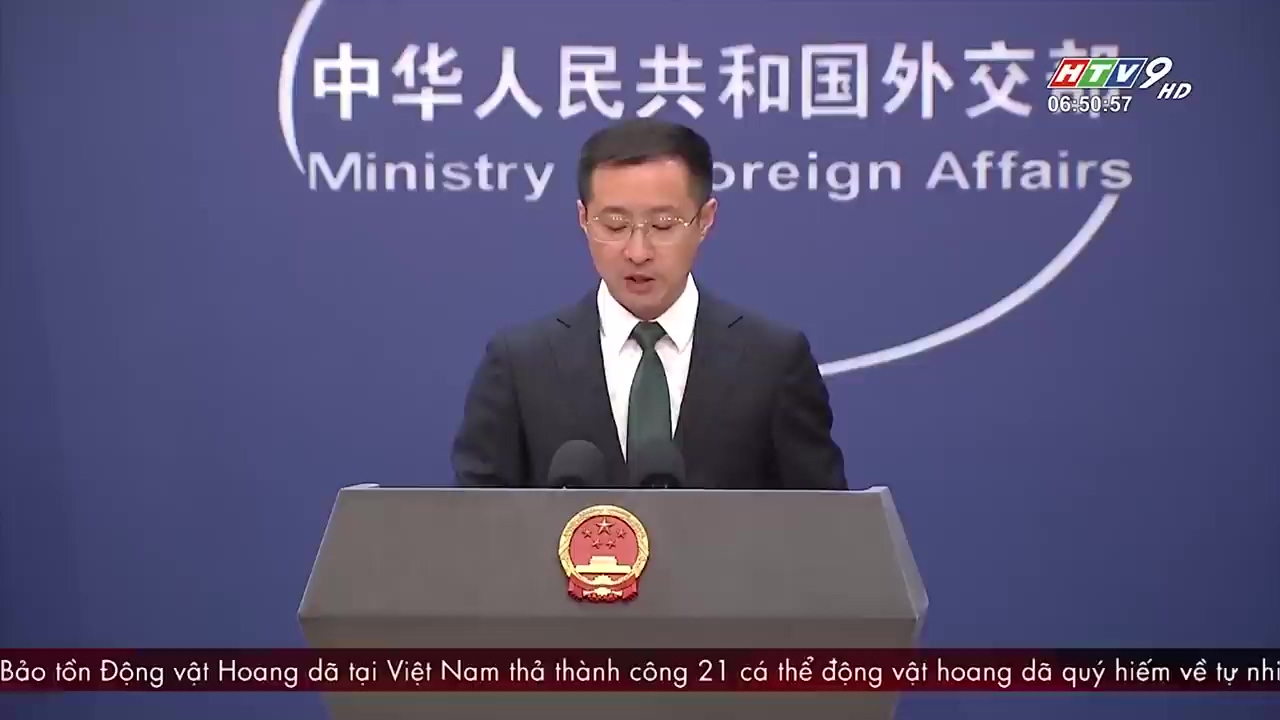 中华人民共和国外交部
HTV9 HD
06:50:57
Ministry oreign Affairs
Bảo tồn Động vật Hoang dã tại Việt Nam thả thành công 21 cá thể động vật hoang dã quý hiếm về tự nhi